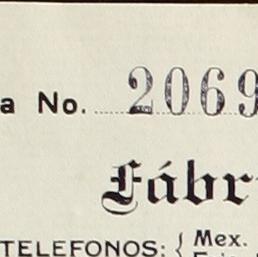 a No. 2069
Fábr
TELEFONOS: { Mex.